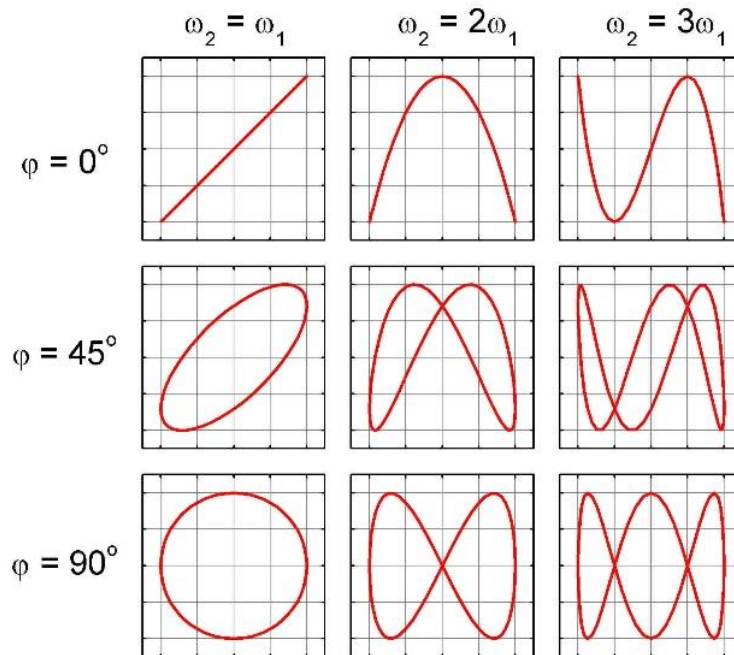 ω₂ = ω₁ ω₂ = 2ω₁ ω₂ = 3ω₁
φ = 0°
φ = 45°
φ = 90°